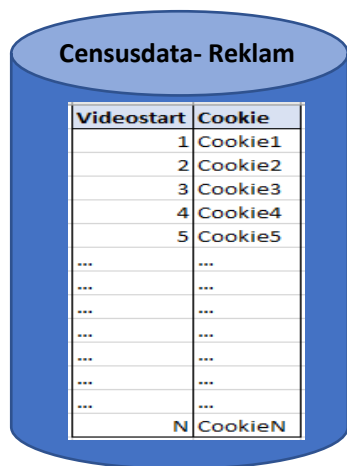 Censusdata- Reklam
Videostart Cookie
1 Cookie1
2 Cookie2
3 Cookie3
4 Cookie4
5 Cookie5
... ...
... ...
... ...
... ...
... ...
... ...
... ...
N CookieN